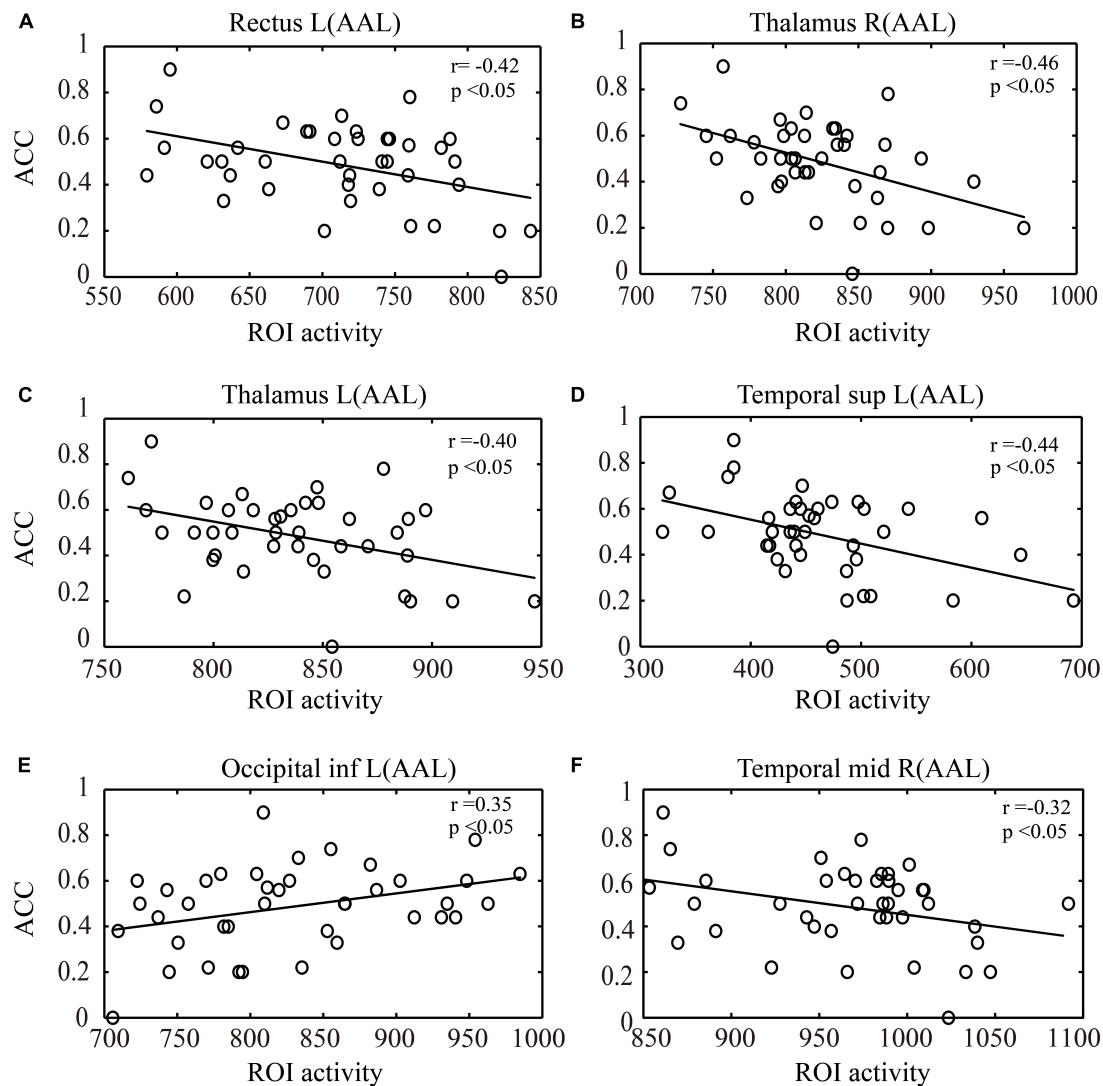 A Rectus L(AAL)
r= -0.42
p <0.05
ACC
1
0.8
0.6
0.4
0.2
0
550 600 650 700 750 800 850
ROI activity
B Thalamus R(AAL)
r =-0.46
p <0.05
1
0.8
0.6
0.4
0.2
0
700 750 800 850 900 950 1000
ROI activity
C Thalamus L(AAL)
r =-0.40
p <0.05
ACC
1
0.8
0.6
0.4
0.2
0
750 800 850 900 950
ROI activity
D Temporal sup L(AAL)
r =-0.44
p <0.05
1
0.8
0.6
0.4
0.2
0
300 400 500 600 700
ROI activity
E Occipital inf L(AAL)
r =0.35
p <0.05
ACC
1
0.8
0.6
0.4
0.2
0
700 750 800 850 900 950 1000
ROI activity
F Temporal mid R(AAL)
r =-0.32
p <0.05
1
0.8
0.6
0.4
0.2
0
850 900 950 1000 1050 1100
ROI activity